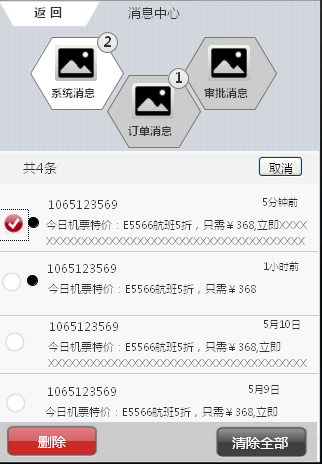 返 回
消息中心
2
系统消息
1
订单消息
审批消息
共4条
取消
1065123569
5分钟前
今日机票特价：E5566航班5折，只需￥368,立即XXXX
XXXXXXXXXXXXXXXXXXXXXXXXXXXXXXXXXXXXX
1065123569
1小时前
今日机票特价：E5566航班5折，只需￥368
1065123569
5月10日
今日机票特价：E5566航班5折，只需￥368,立即
XXXXXXXXXXXXXXXXXXXXXXXXXXXXXXXXXXXXX
1065123569
5月9日
今日机票特价：E5566航班5折，只需￥368,立即
删除
清除全部